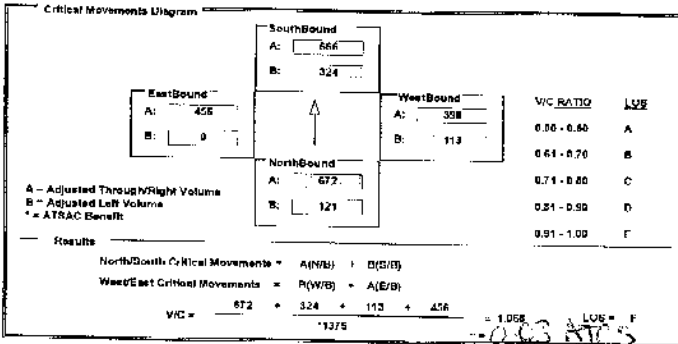 Critical Movements Diagram
SouthBound
A: 666
B: 324
EastBound
A: 456
B: 0
WestBound
A: 398
B: 113
NorthBound
A: 672
B: 121
A = Adjusted Through/Right Volume
B = Adjusted Left Volume
* = ATSAC Benefit
V/C RATIO LOS
0.00 - 0.60 A
0.61 - 0.70 B
0.71 - 0.80 C
0.81 - 0.90 D
0.91 - 1.00 E
Results
North/South Critical Movements = A(N/B) + B(S/B)
West/East Critical Movements = B(W/B) + A(E/B)
V/C = 672 + 324 + 113 + 456 = 1.068 LOS = F
*1375